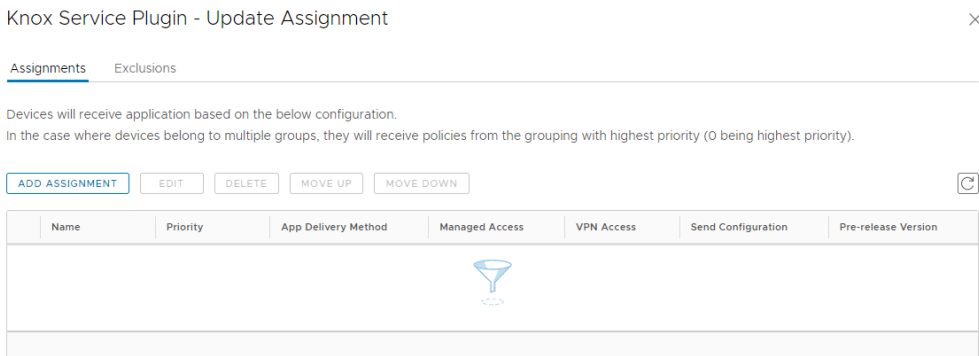 Knox Service Plugin - Update Assignment
Assignments Exclusions
Devices will receive application based on the below configuration.
In the case where devices belong to multiple groups, they will receive policies from the grouping with highest priority (0 being highest priority).
ADD ASSIGNMENT EDIT DELETE MOVE UP MOVE DOWN
Name Priority App Delivery Method Managed Access VPN Access Send Configuration Pre-release Version